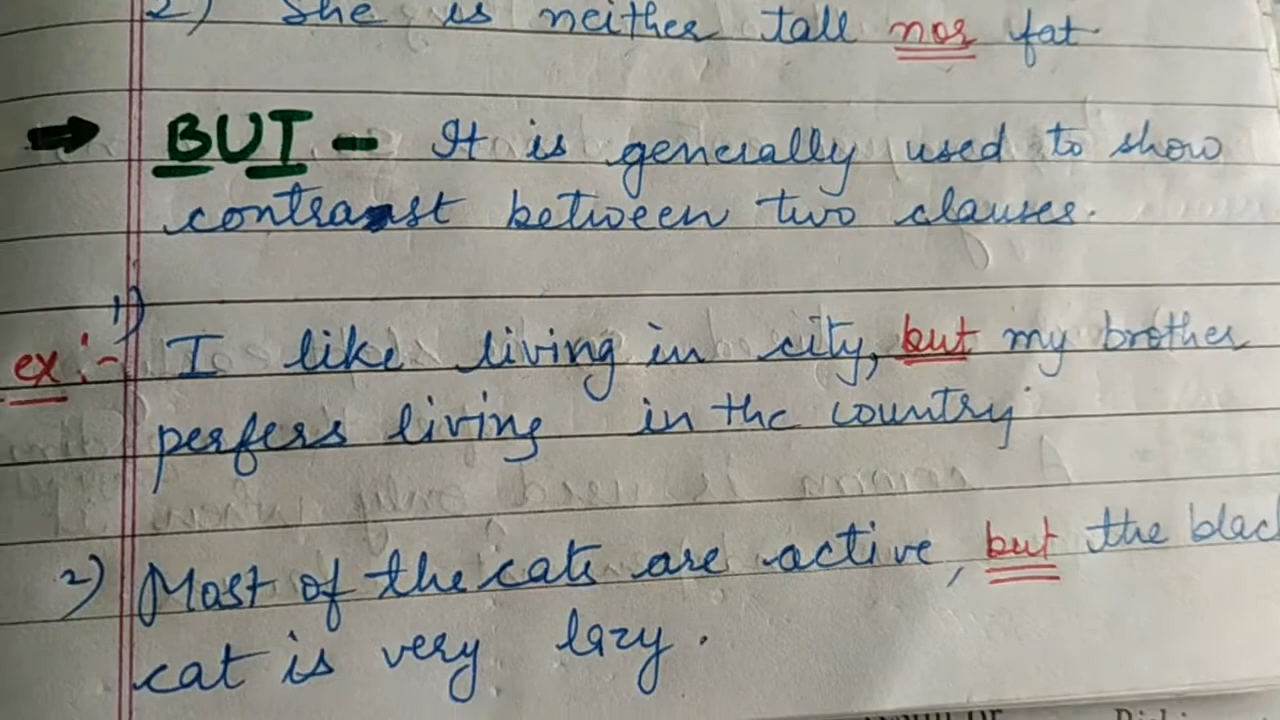 2) She is neither tall nor fat
→ BUT - It is generally used to show
contrast between two clauses.
ex:- 1) I like living in city, but my brother
perfers living in the country.
2) Most of the cats are active, but the black
cat is very lazy.